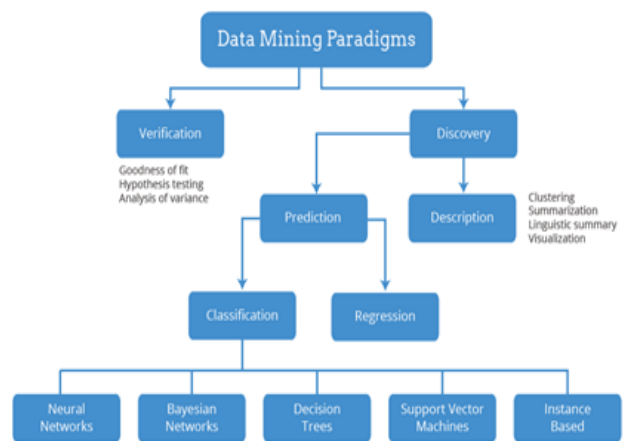 Data Mining Paradigms
Verification
Discovery
Goodness of fit
Hypothesis testing
Analysis of variance
Prediction
Description
Clustering
Summarization
Linguistic summary
Visualization
Classification
Regression
Neural
Networks
Bayesian
Networks
Decision
Trees
Support Vector
Machines
Instance
Based